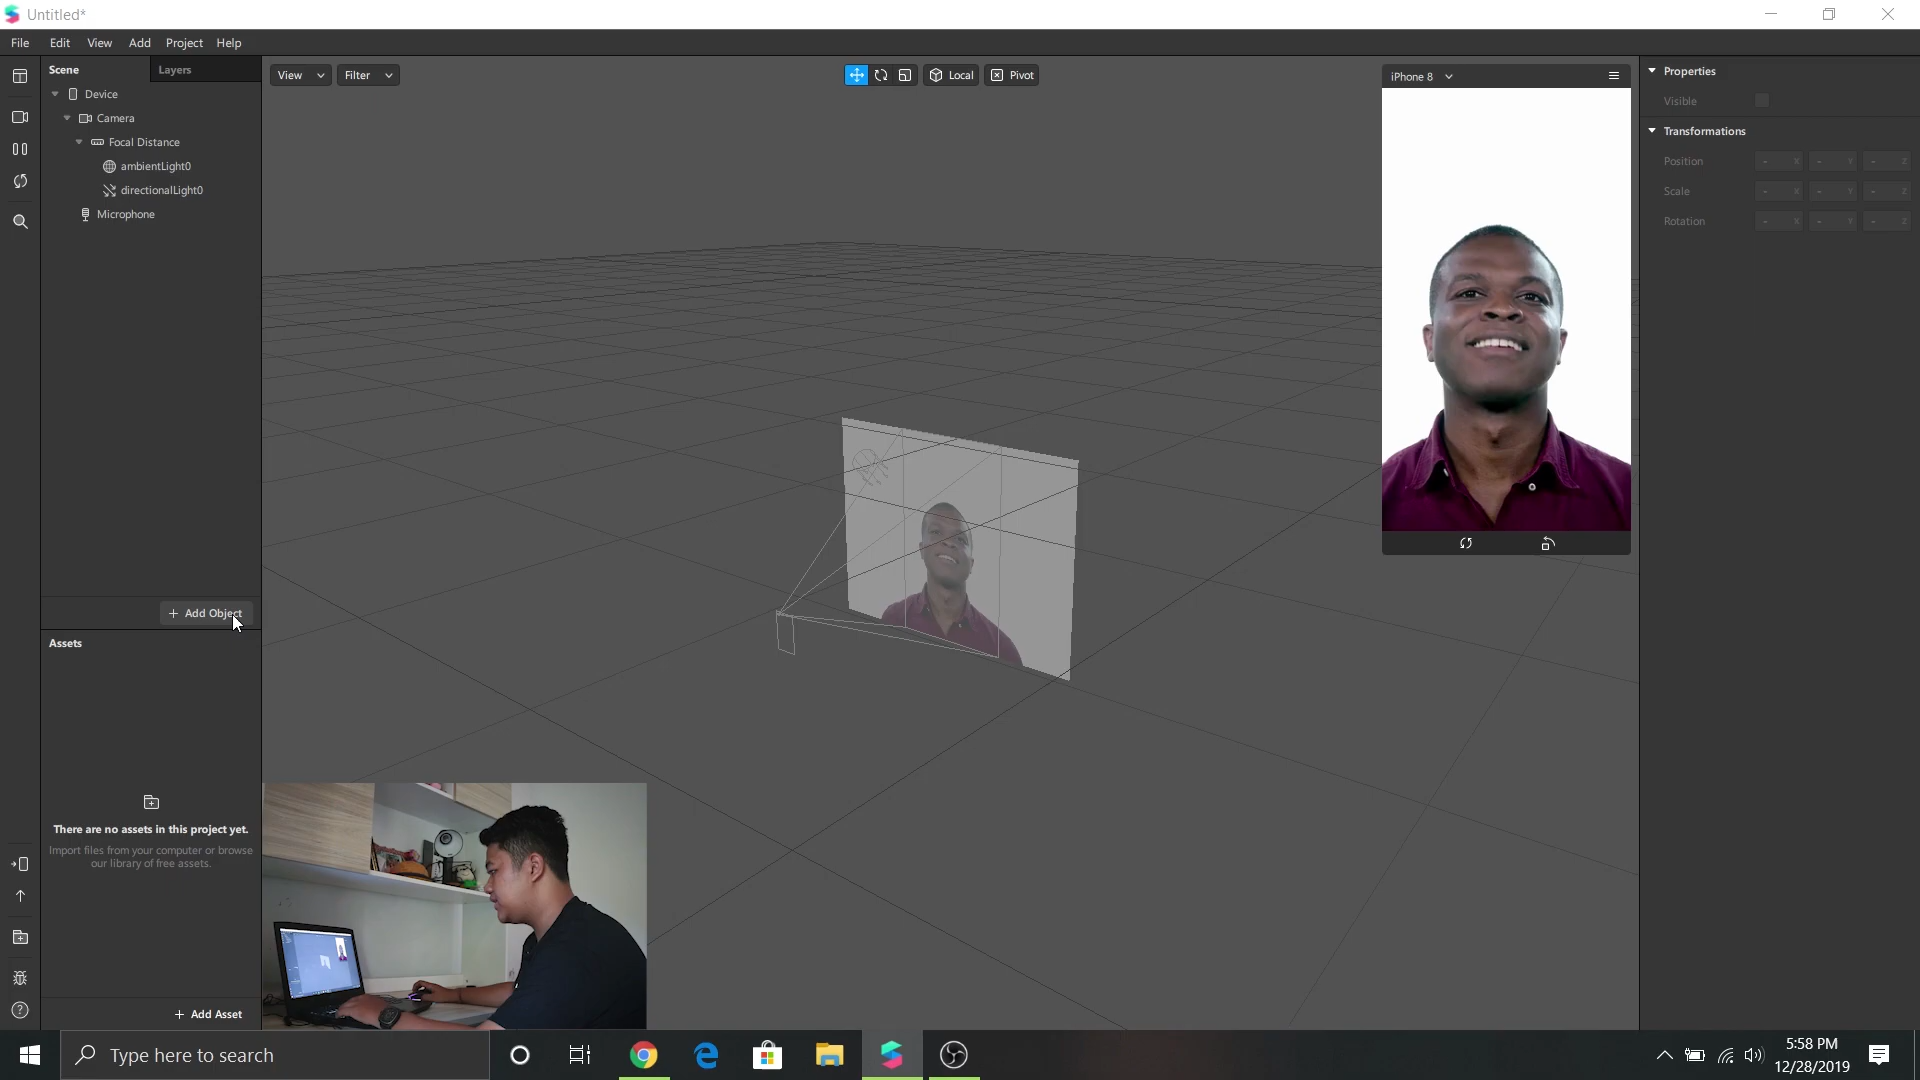 Untitled*
File Edit View Add Project Help
Scene Layers
View Filter
Local Pivot
iPhone 8
Properties
Visible
Transformations
Position - X - Y - Z
Scale - X - Y - Z
Rotation - X - Y - Z
Device
Camera
Focal Distance
ambientLight0
directionalLight0
Microphone
+ Add Object
Assets
There are no assets in this project yet.
Import files from your computer or browse
our library of free assets.
+ Add Asset
Type here to search
5:58 PM
12/28/2019